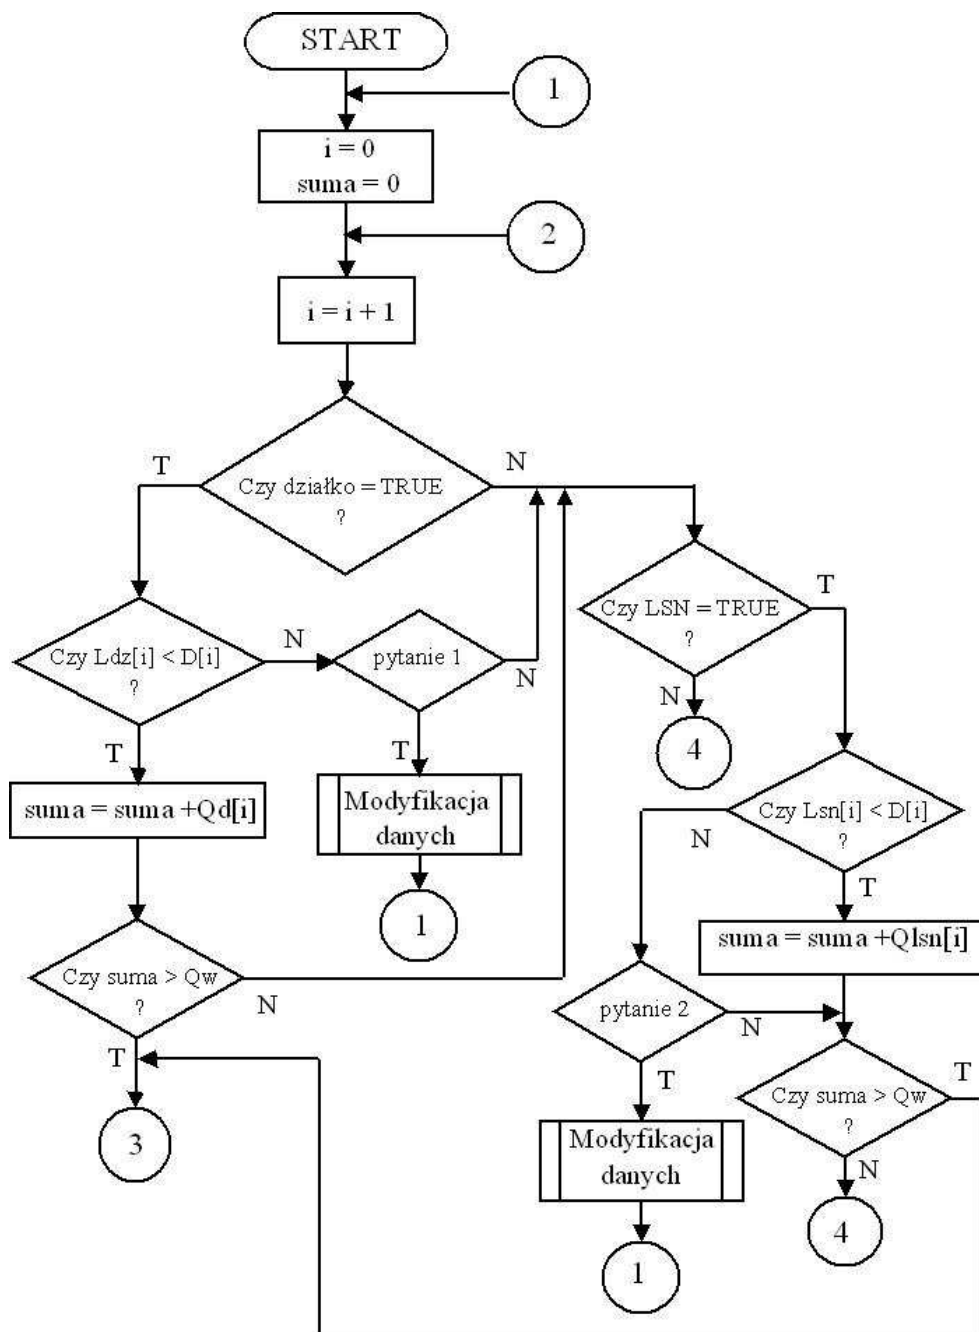 START
1
i = 0
suma = 0
2
i = i + 1
T
N
Czy działko = TRUE
?
T
Czy LSN = TRUE
?
N
4
Czy Ldz[i] < D[i]
?
N
pytanie 1
N
T
T
suma = suma +Qd[i]
Modyfikacja
danych
1
Czy Lsn[i] < D[i]
?
N
T
suma = suma +Qlsn[i]
Czy suma > Qw
?
N
T
3
pytanie 2
N
T
Czy suma > Qw
?
T
N
Modyfikacja
danych
4
1